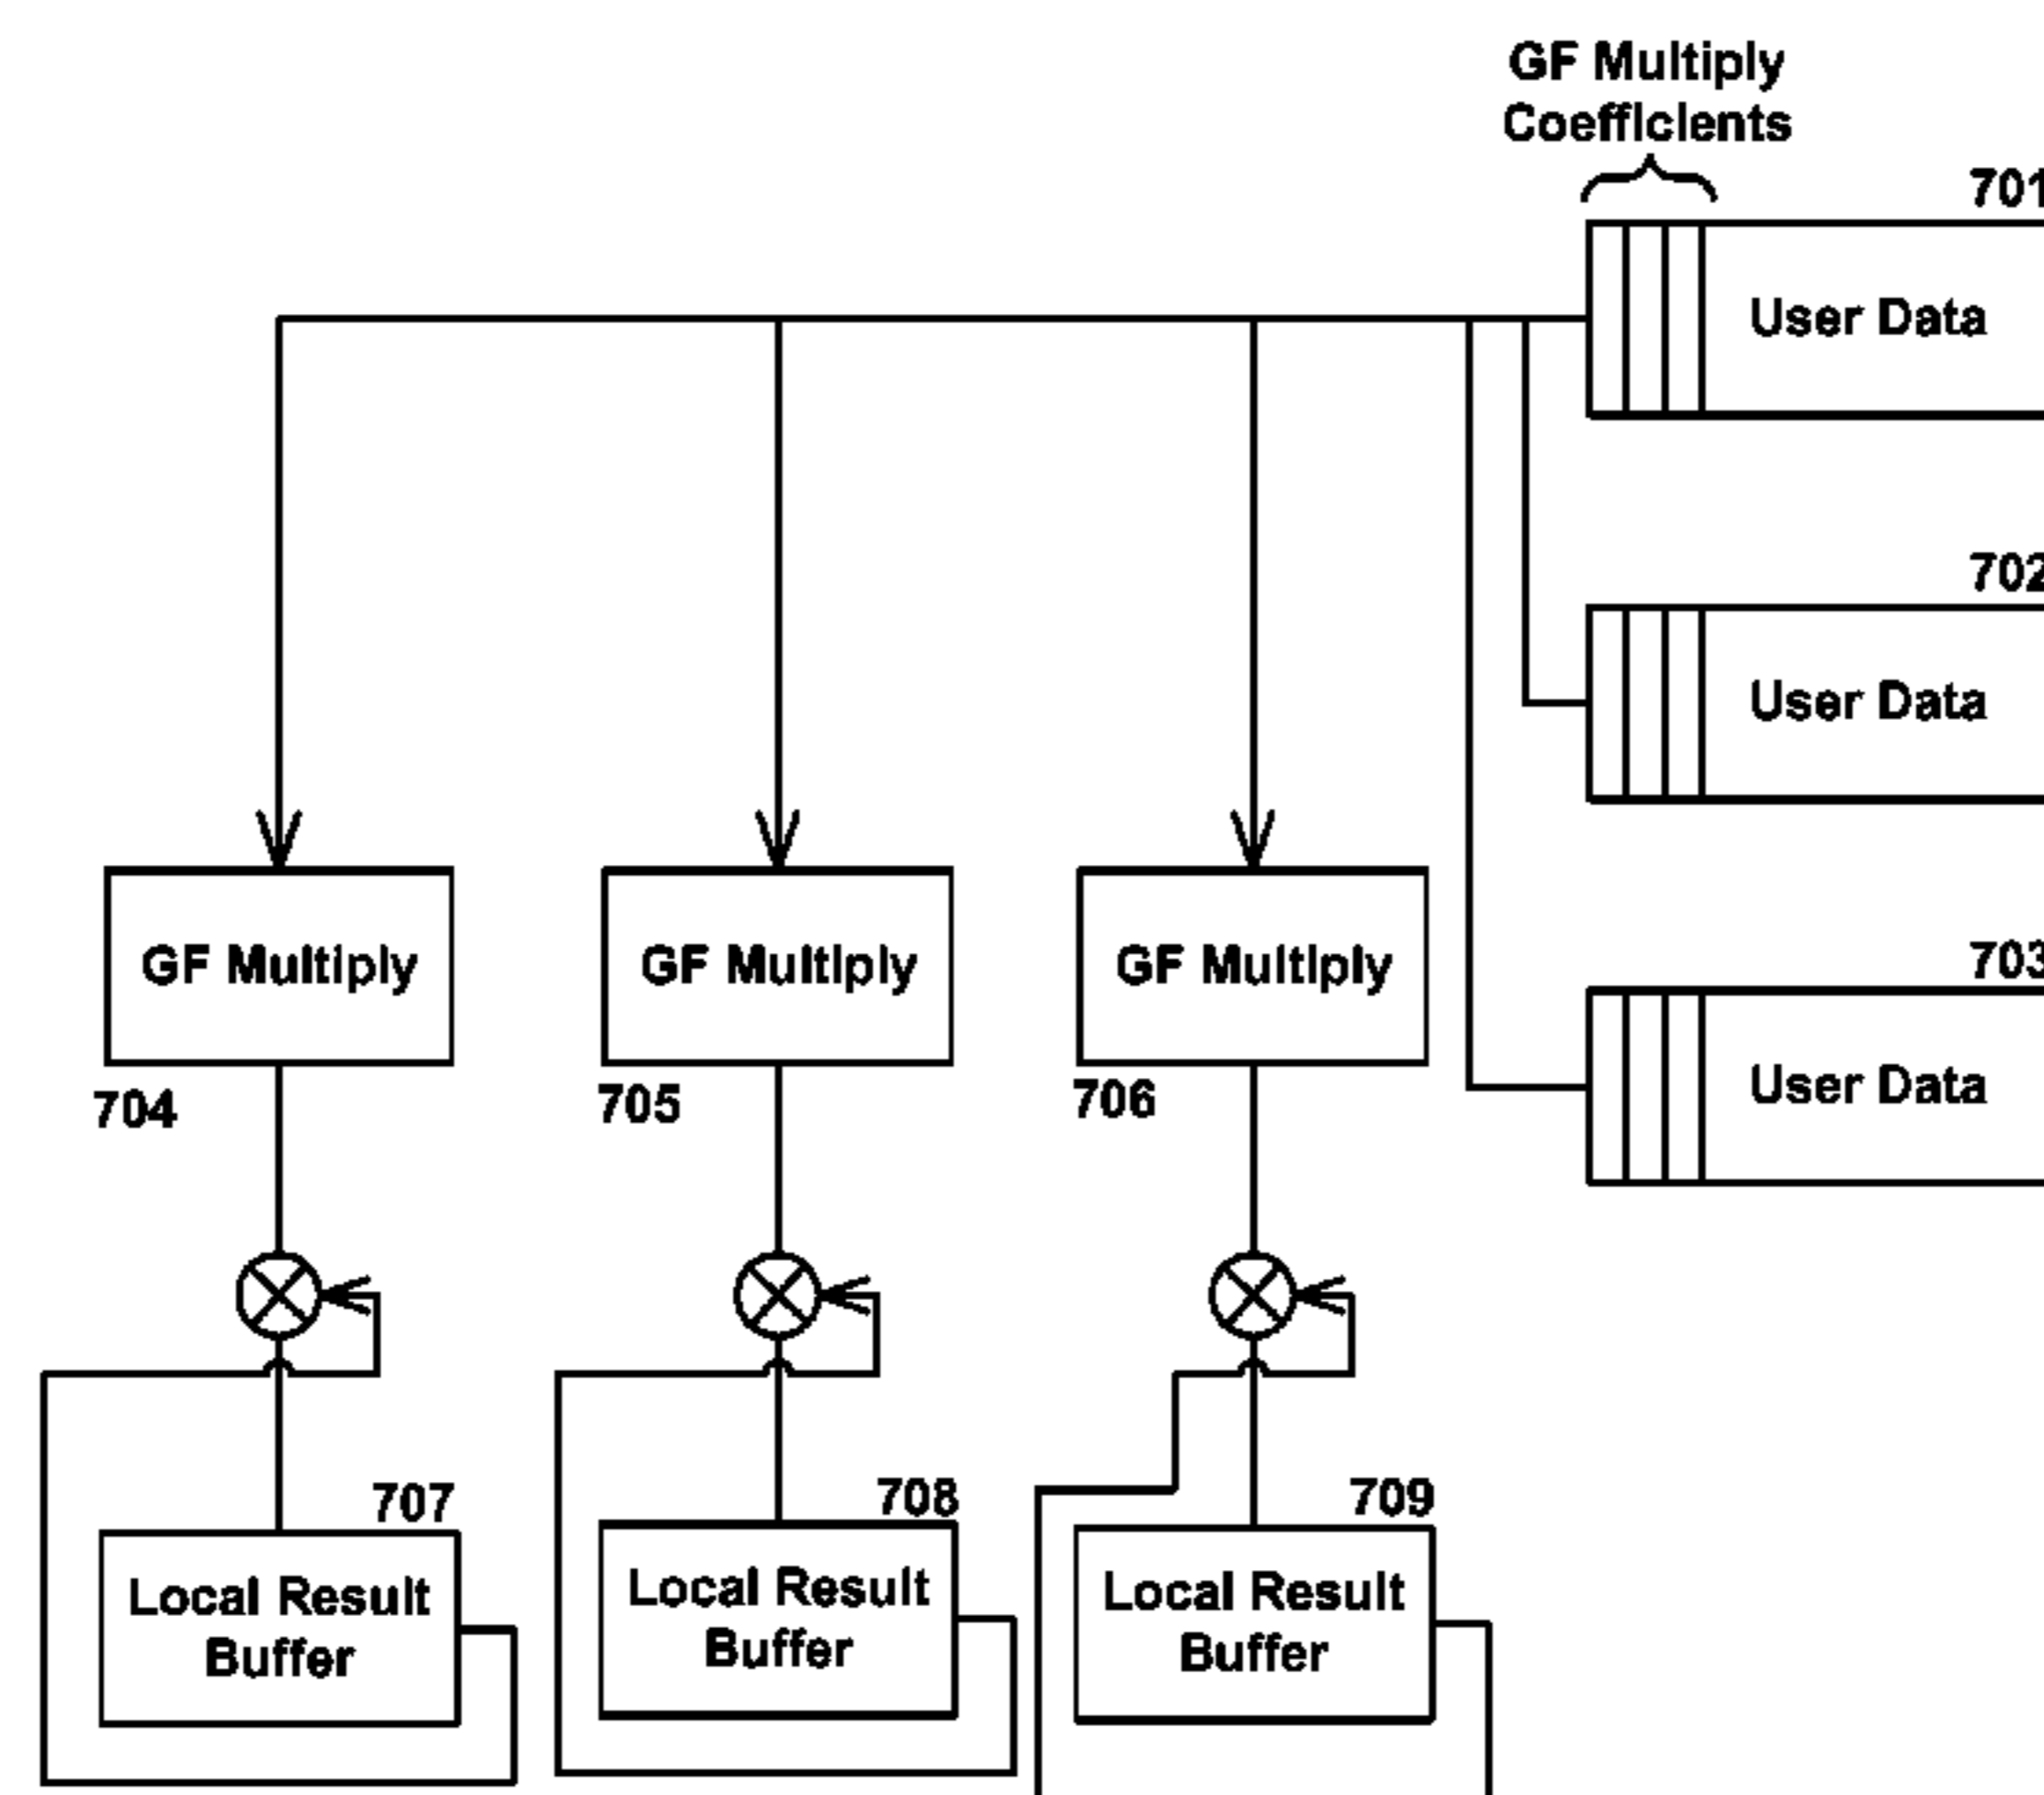 GF Multiply
Coefficients
701
User Data
702
User Data
703
User Data
GF Multiply
GF Multiply
GF Multiply
704
705
706
707
708
709
Local Result
Buffer
Local Result
Buffer
Local Result
Buffer